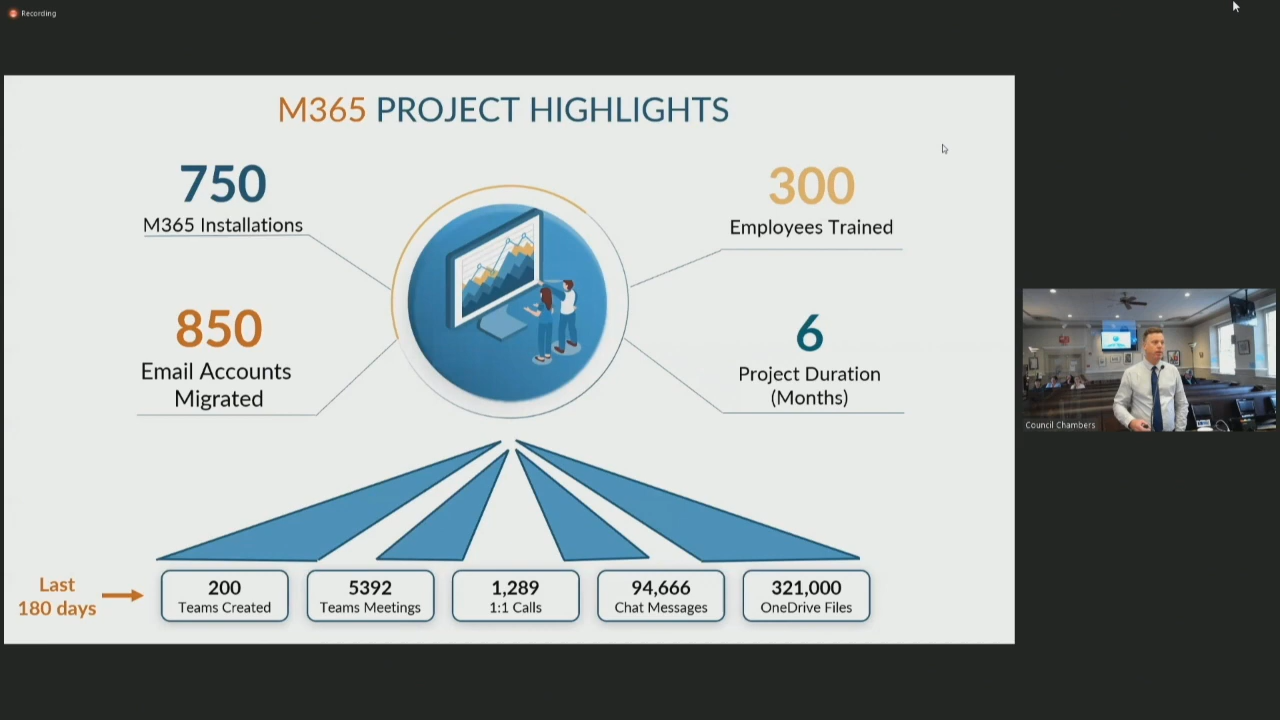 Recording
M365 PROJECT HIGHLIGHTS
750
M365 Installations
300
Employees Trained
850
Email Accounts
Migrated
6
Project Duration
(Months)
Last
180 days
200
Teams Created
5392
Teams Meetings
1,289
1:1 Calls
94,666
Chat Messages
321,000
OneDrive Files
Council Chambers